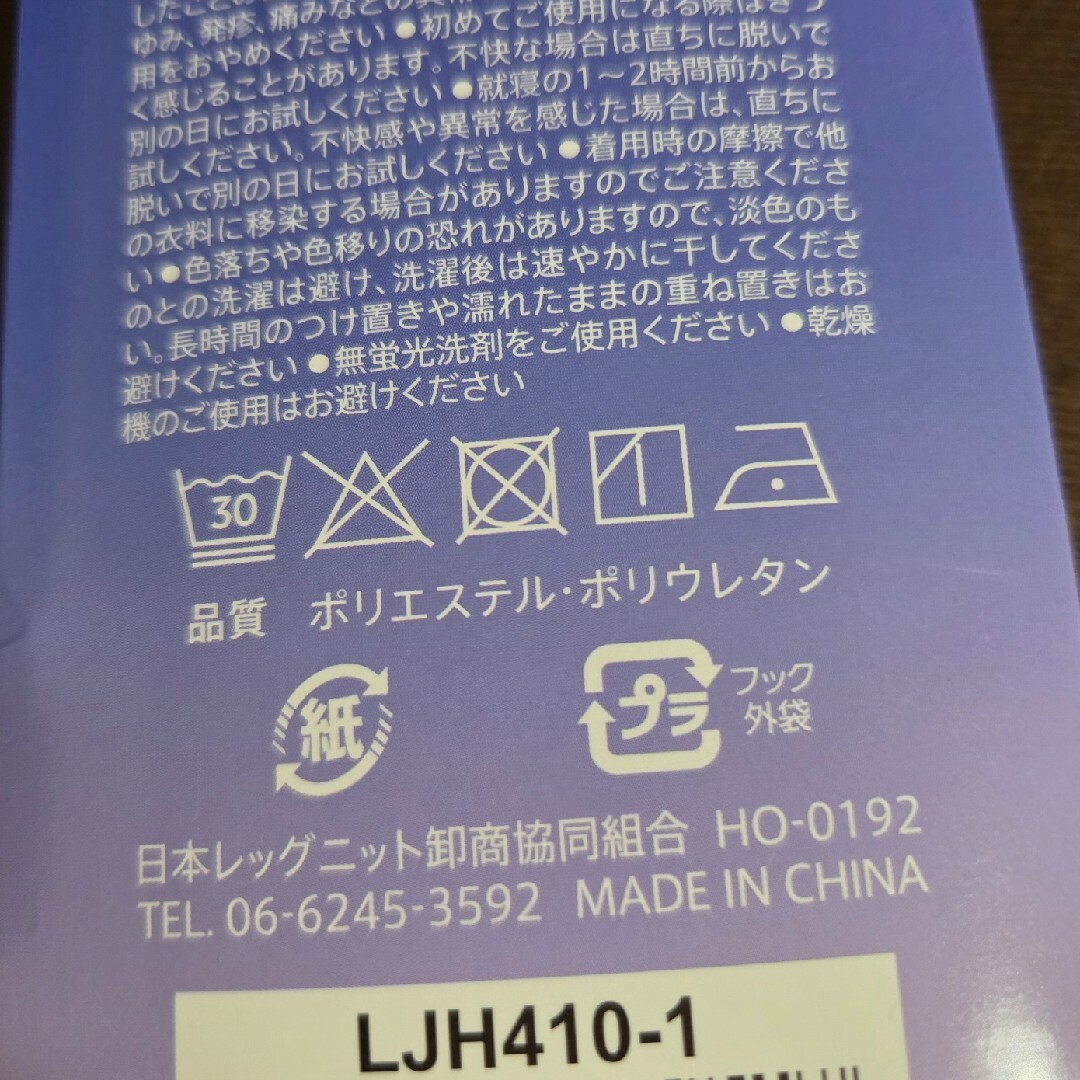 ゆみ、発疹、痛みなどの異常
用をおやめください ●初めてご使用になる際はきつ
く感じることがあります。不快な場合は直ちに脱いで
別の日にお試しください ●就寝の1〜2時間前からお
試しください。不快感や異常を感じた場合は、直ちに
脱いで別の日にお試しください ●着用時の摩擦で他
の衣料に移染する場合がありますのでご注意くださ
い ●色落ちや色移りの恐れがありますので、淡色のも
のとの洗濯は避け、洗濯後は速やかに干してくださ
い。長時間のつけ置きや濡れたままの重ね置きはお
避けください ●無蛍光洗剤をご使用ください ●乾燥
機のご使用はお避けください
30
品質 ポリエステル・ポリウレタン
紙
プラ
フック
外袋
日本レッグニット卸商協同組合 HO-0192
TEL. 06-6245-3592 MADE IN CHINA
LJH410-1